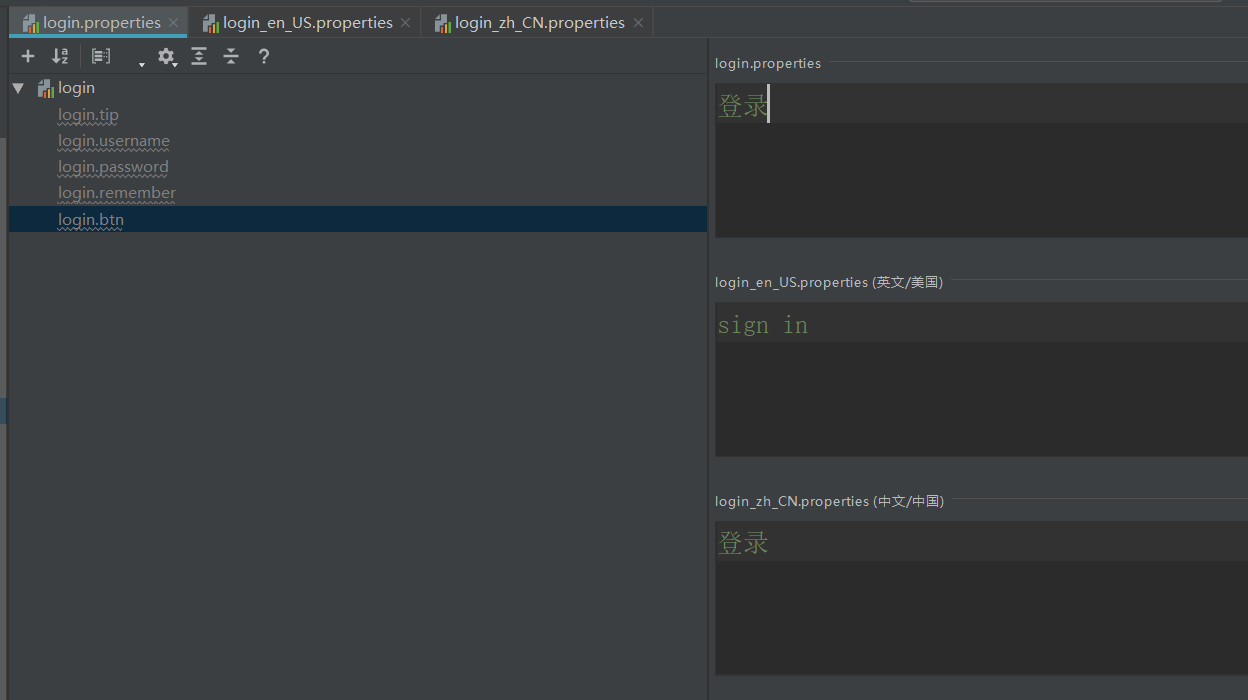 login.properties
login_en_US.properties
login_zh_CN.properties
login
login.tip
login.username
login.password
login.remember
login.btn
login.properties
登录
login_en_US.properties (英文/美国)
sign in
login_zh_CN.properties (中文/中国)
登录